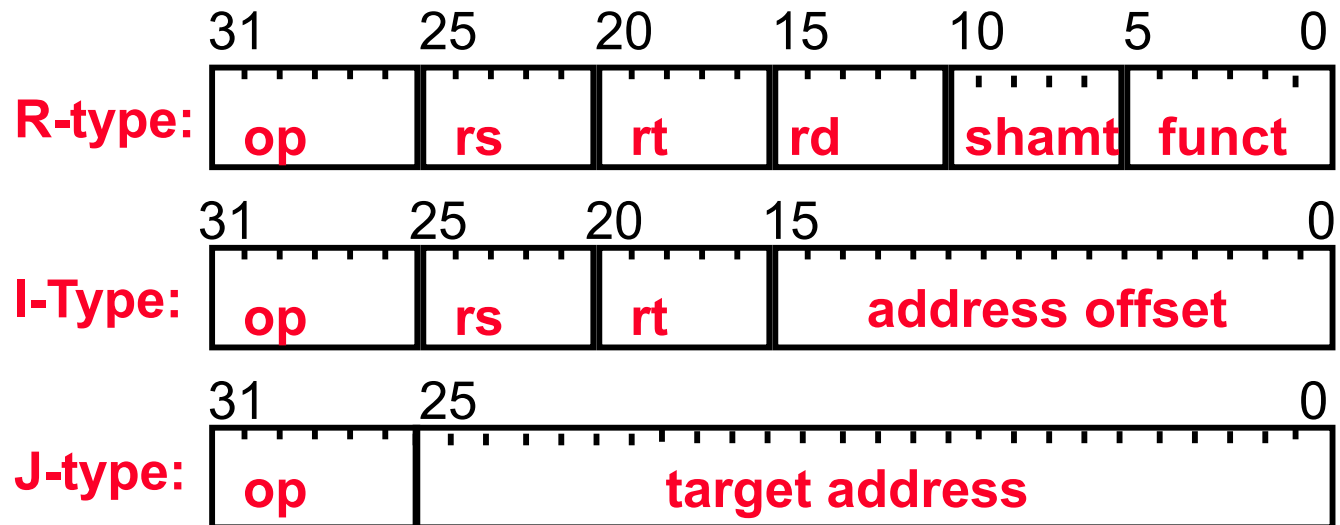 31 25 20 15 10 5 0
R-type: op rs rt rd shamt funct
31 25 20 15 0
I-Type: op rs rt address offset
31 25 0
J-type: op target address